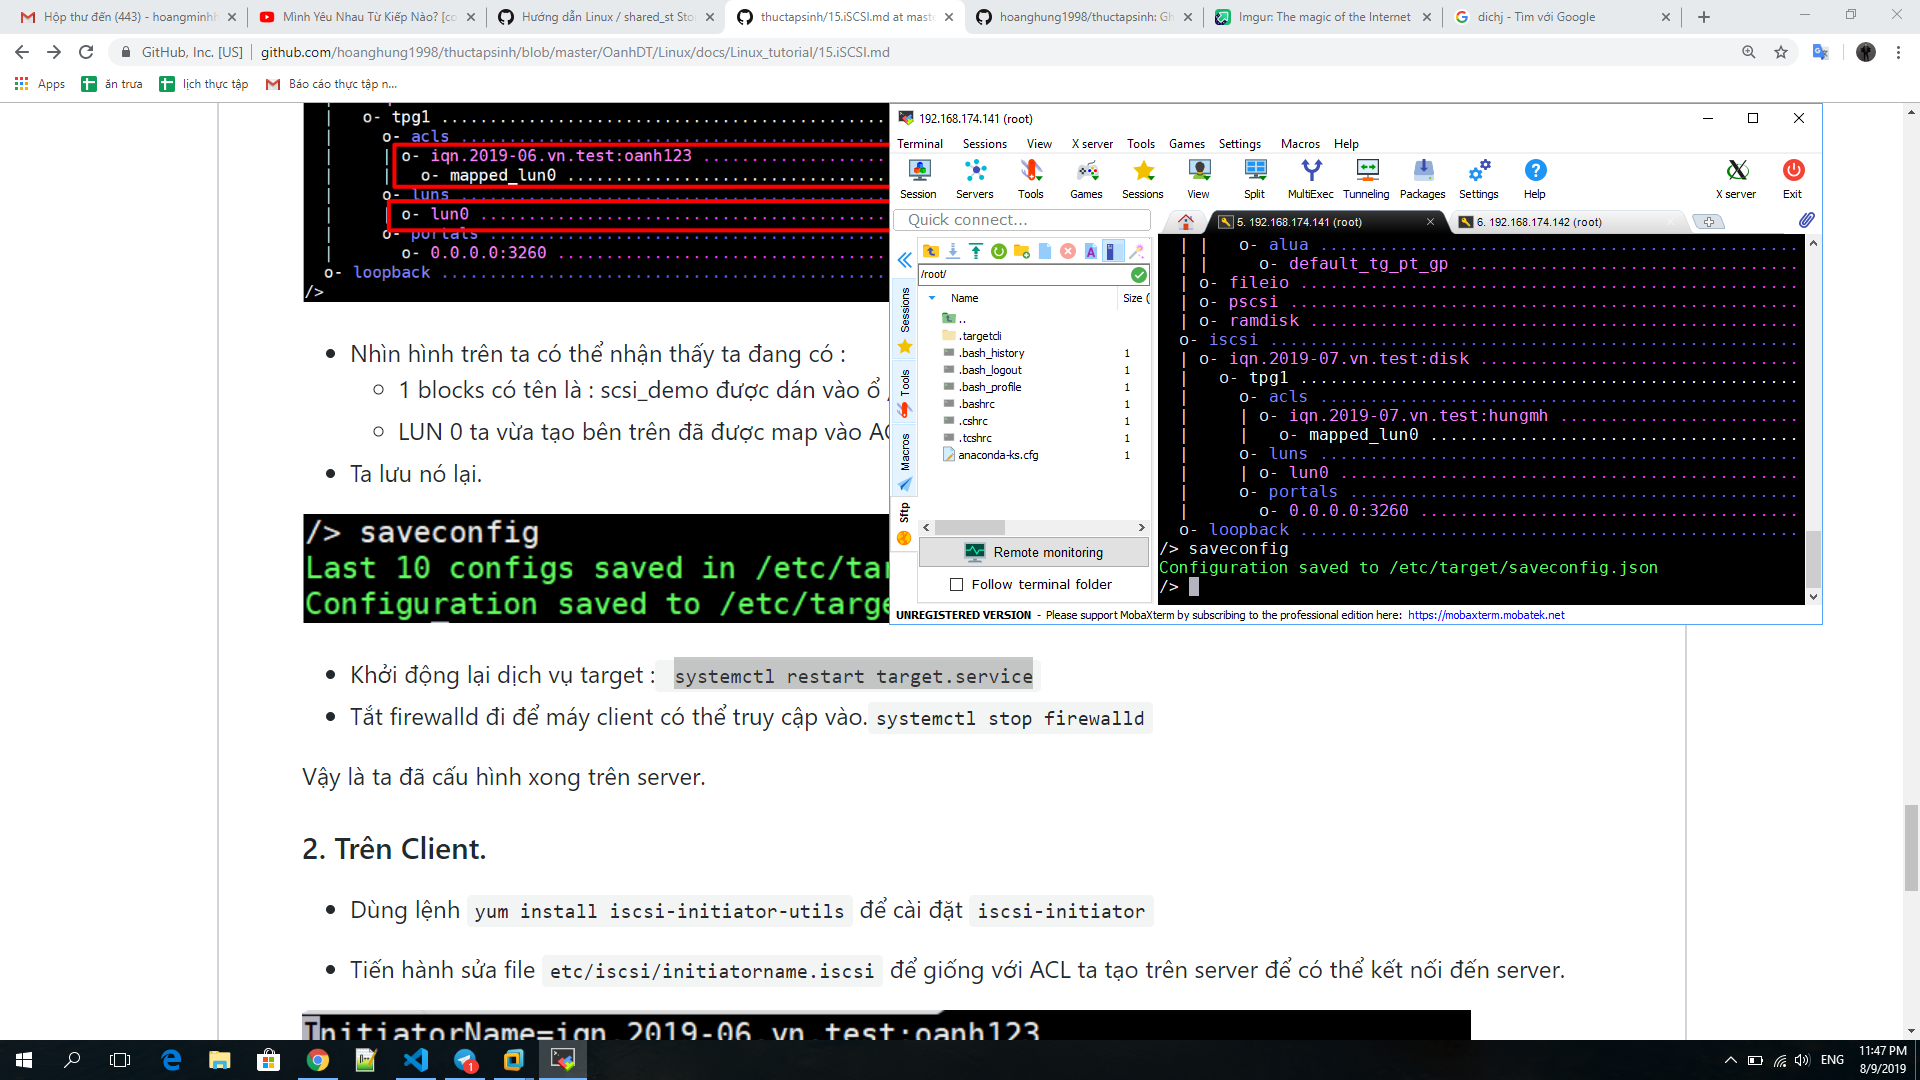 Hộp thư đến (443) - hoangminhh
Mình Yêu Nhau Từ Kiếp Nào? [co
Hướng dẫn Linux / shared_st Sto
thuctapsinh/15.iSCSI.md at maste
hoanghung1998/thuctapsinh: Gh
Imgur: The magic of the Internet
dichj - Tìm với Google
GitHub, Inc. [US]
github.com/hoanghung1998/thuctapsinh/blob/master/OanhDT/Linux/docs/Linux_tutorial/15.iSCSI.md
Apps
ăn trưa
lịch thực tập
Báo cáo thực tập n...
| o- tpg1 ..........................................
| o- acls ..........................................
| | o- iqn.2019-06.vn.test:oanh123 ..................
| | o- mapped_lun0 .................................
| o- luns ..........................................
| | o- lun0 ..........................................
| o- portals ..........................................
| o- 0.0.0.0:3260 ..................................
o- loopback ..........................................
/>
Nhìn hình trên ta có thể nhận thấy ta đang có :
1 blocks có tên là : scsi_demo được dán vào ổ /
LUN 0 ta vừa tạo bên trên đã được map vào AC
Ta lưu nó lại.
/> saveconfig
Last 10 configs saved in /etc/tar
Configuration saved to /etc/targe
Khởi động lại dịch vụ target : systemctl restart target.service
Tắt firewalld đi để máy client có thể truy cập vào. systemctl stop firewalld
Vậy là ta đã cấu hình xong trên server.
2. Trên Client.
Dùng lệnh yum install iscsi-initiator-utils để cài đặt iscsi-initiator
Tiến hành sửa file etc/iscsi/initiatorname.iscsi để giống với ACL ta tạo trên server để có thể kết nối đến server.
InitiatorName=iqn.2019-06.vn.test:oanh123
192.168.174.141 (root)
Terminal Sessions View X server Tools Games Settings Macros Help
Session Servers Tools Games Sessions View Split MultiExec Tunneling Packages Settings Help X server Exit
Quick connect...
5. 192.168.174.141 (root)
6. 192.168.174.142 (root)
/root/
Name Size (
..
.targetcli
.bash_history 1
.bash_logout 1
.bash_profile 1
.bashrc 1
.cshrc 1
.tcshrc 1
anaconda-ks.cfg 1
Sessions
Tools
Macros
Sftp
Remote monitoring
Follow terminal folder
| | o- alua ..........................................
| | o- default_tg_pt_gp ..................................
| o- fileio ..........................................
| o- pscsi ..........................................
| o- ramdisk ..........................................
o- iscsi ..........................................
| o- iqn.2019-07.vn.test:disk ................................
| o- tpg1 ..........................................
| o- acls ..........................................
| | o- iqn.2019-07.vn.test:hungmh ........................
| | o- mapped_lun0 .....................................
| o- luns ..........................................
| | o- lun0 ..........................................
| o- portals ..........................................
| o- 0.0.0.0:3260 ......................................
o- loopback ..........................................
/> saveconfig
Configuration saved to /etc/target/saveconfig.json
/>
UNREGISTERED VERSION - Please support MobaXterm by subscribing to the professional edition here: https://mobaxterm.mobatek.net
1
ENG
11:47 PM
8/9/2019